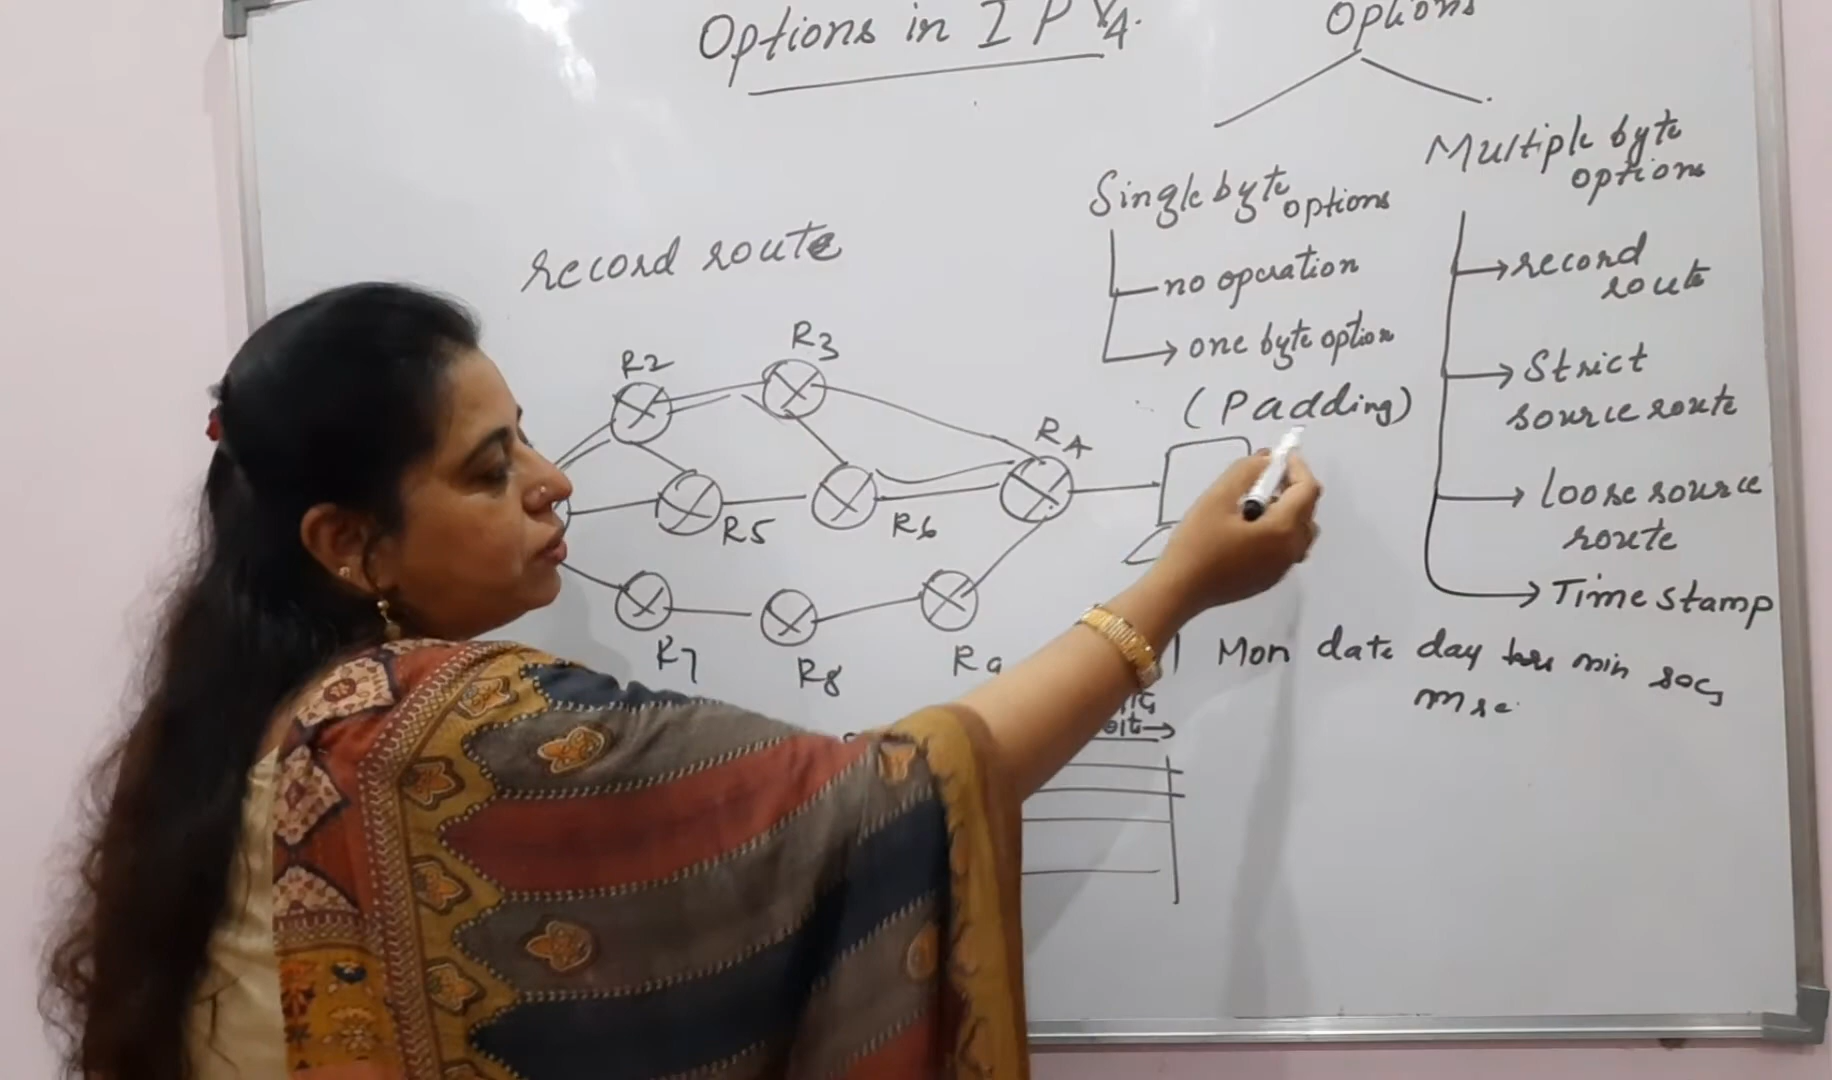 Options in IPV4.
Options
Single byte options
no operation
one byte option
(Padding)
Multiple byte
options
record
route
Strict
source route
loose source
route
Time stamp
record route
R2
R3
R4
R5
R6
R7
R8
R9
Mon date day hrs min secs
msc